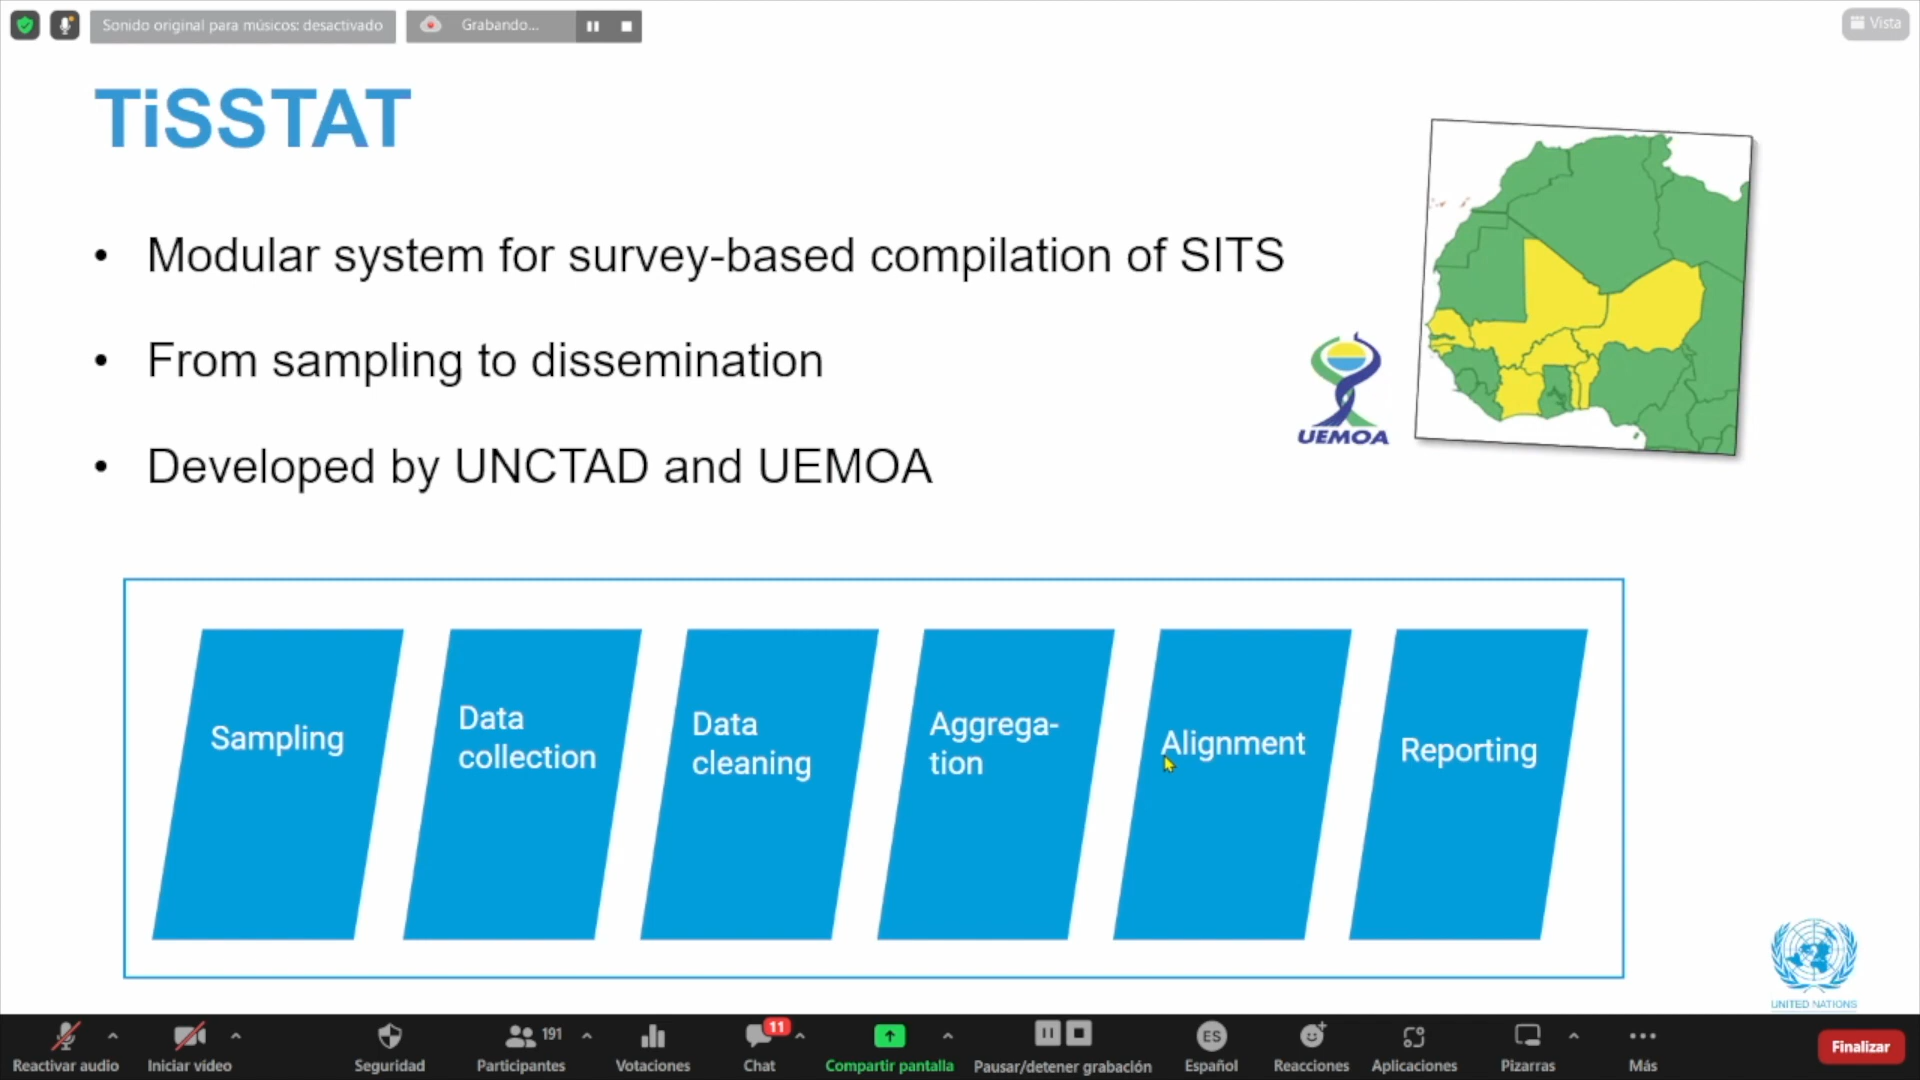 Sonido original para músicos: desactivado
Grabando...
Vista
TiSSTAT
• Modular system for survey-based compilation of SITS
• From sampling to dissemination
• Developed by UNCTAD and UEMOA
UEMOA
Sampling
Data
collection
Data
cleaning
Aggrega-
tion
Alignment
Reporting
UNITED NATIONS
Reactivar audio
Iniciar vídeo
Seguridad
191
Participantes
Votaciones
11
Chat
Compartir pantalla
Pausar/detener grabación
ES
Español
Reacciones
Aplicaciones
Pizarras
Más
Finalizar